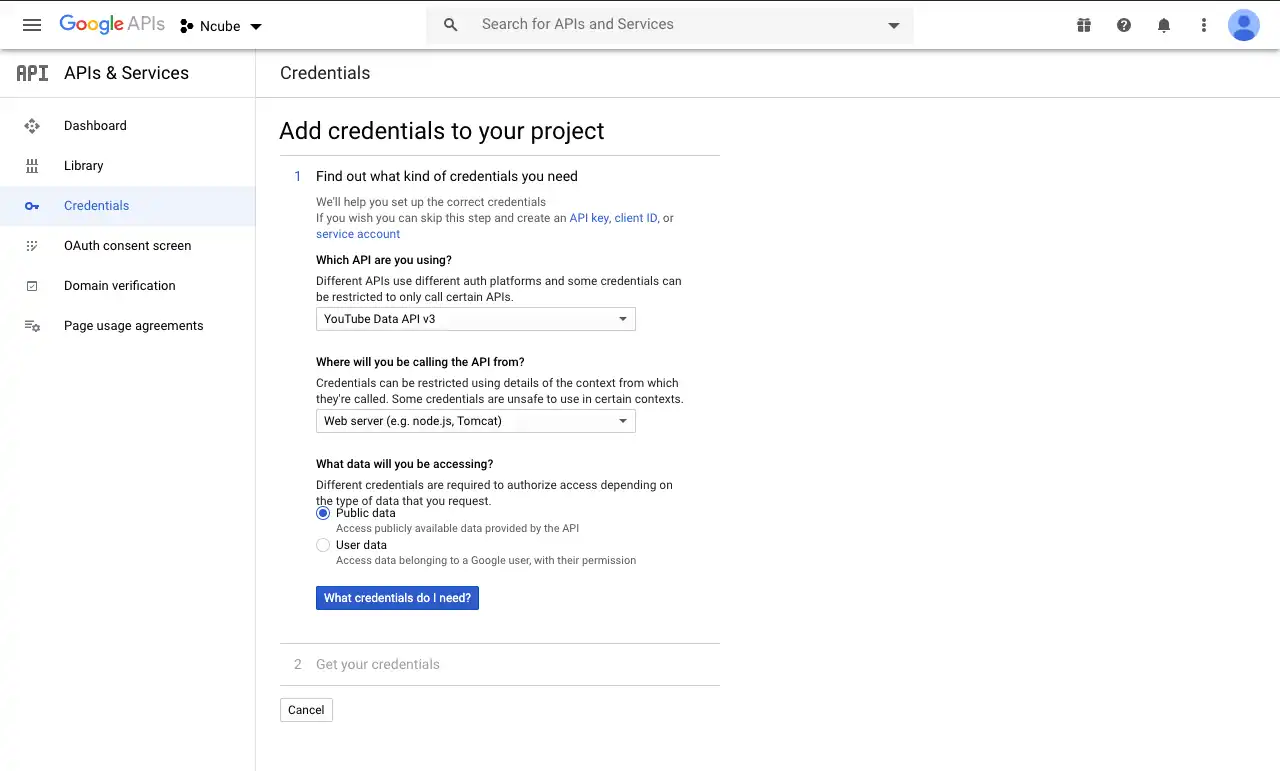 Google APIs
Ncube
Search for APIs and Services
API APIs & Services
Credentials
Dashboard
Library
Credentials
OAuth consent screen
Domain verification
Page usage agreements
Add credentials to your project
1 Find out what kind of credentials you need
We'll help you set up the correct credentials
If you wish you can skip this step and create an API key, client ID, or
service account
Which API are you using?
Different APIs use different auth platforms and some credentials can
be restricted to only call certain APIs.
YouTube Data API v3
Where will you be calling the API from?
Credentials can be restricted using details of the context from which
they're called. Some credentials are unsafe to use in certain contexts.
Web server (e.g. node.js, Tomcat)
What data will you be accessing?
Different credentials are required to authorize access depending on
the type of data that you request.
Public data
Access publicly available data provided by the API
User data
Access data belonging to a Google user, with their permission
What credentials do I need?
2 Get your credentials
Cancel